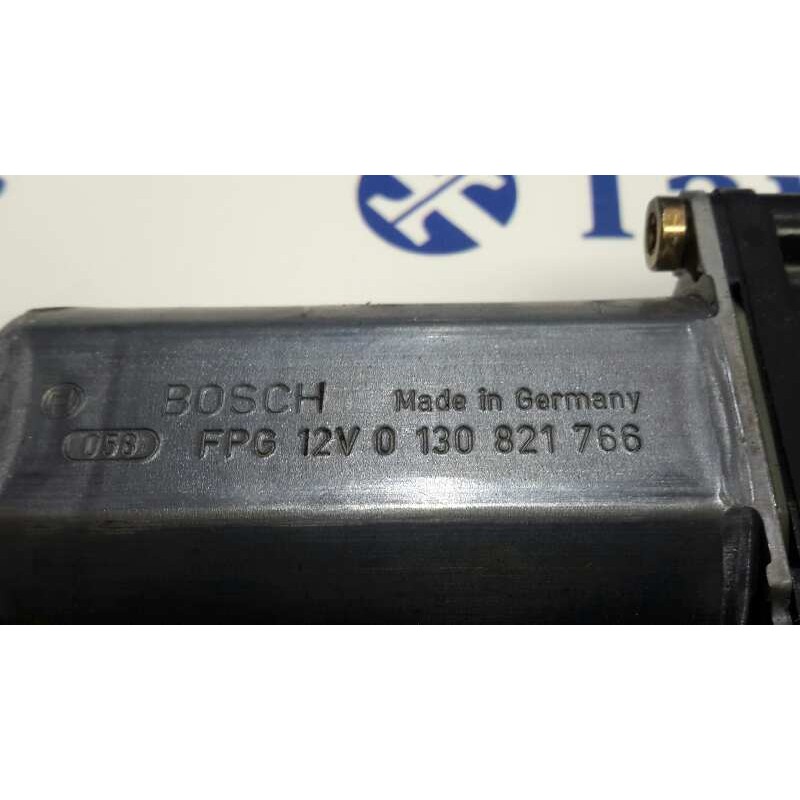 BOSCH Made in Germany
058 FPG 12V 0 130 821 766